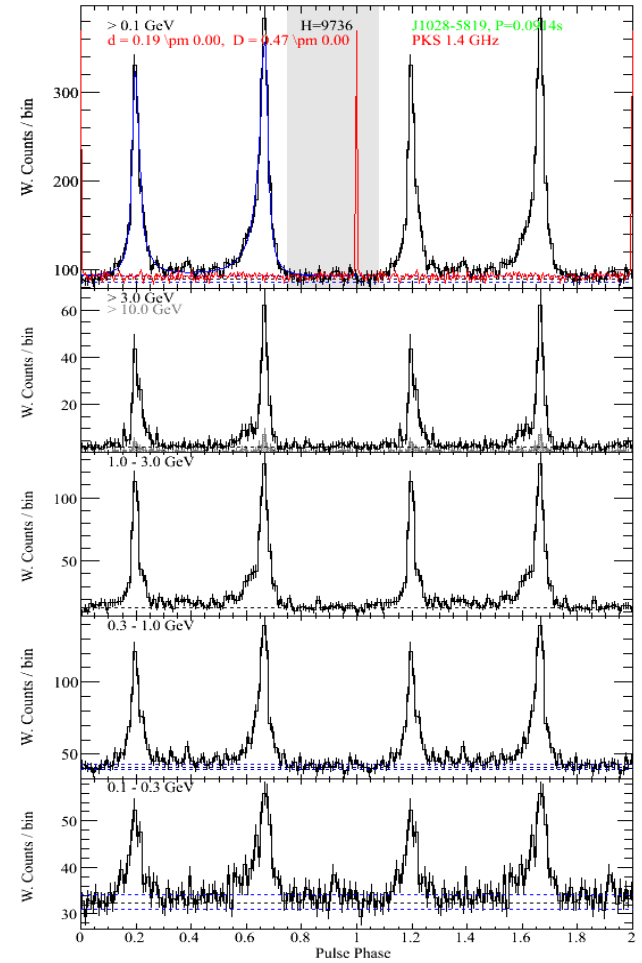 > 0.1 GeV H=9736 J1028-5819, P=0.0914s
d = 0.19 \pm 0.00, D = 0.47 \pm 0.00 PKS 1.4 GHz
W. Counts / bin
300
200
100
> 3.0 GeV
> 10.0 GeV
W. Counts / bin
60
40
20
1.0 - 3.0 GeV
W. Counts / bin
100
50
0.3 - 1.0 GeV
W. Counts / bin
100
50
0.1 - 0.3 GeV
W. Counts / bin
50
40
30
0 0.2 0.4 0.6 0.8 1.0 1.2 1.4 1.6 1.8 2
Pulse Phase